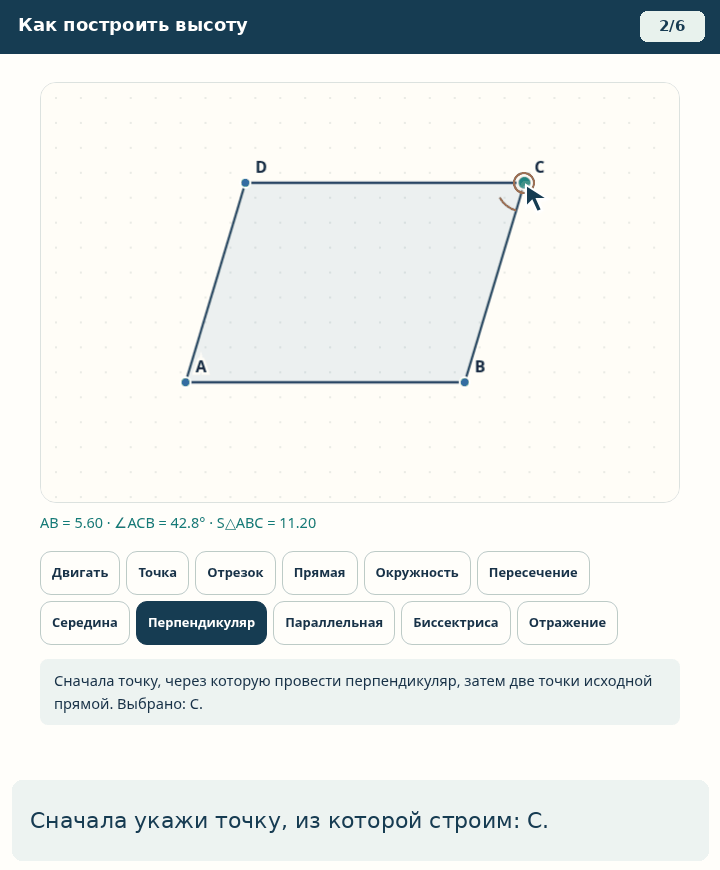 Как построить высоту
2/6
D
C
A
B
AB = 5.60 · ∠ACB = 42.8° · S△ABC = 11.20
Двигать
Точка
Отрезок
Прямая
Окружность
Пересечение
Середина
Перпендикуляр
Параллельная
Биссектриса
Отражение
Сначала точку, через которую провести перпендикуляр, затем две точки исходной
прямой. Выбрано: C.
Сначала укажи точку, из которой строим: C.